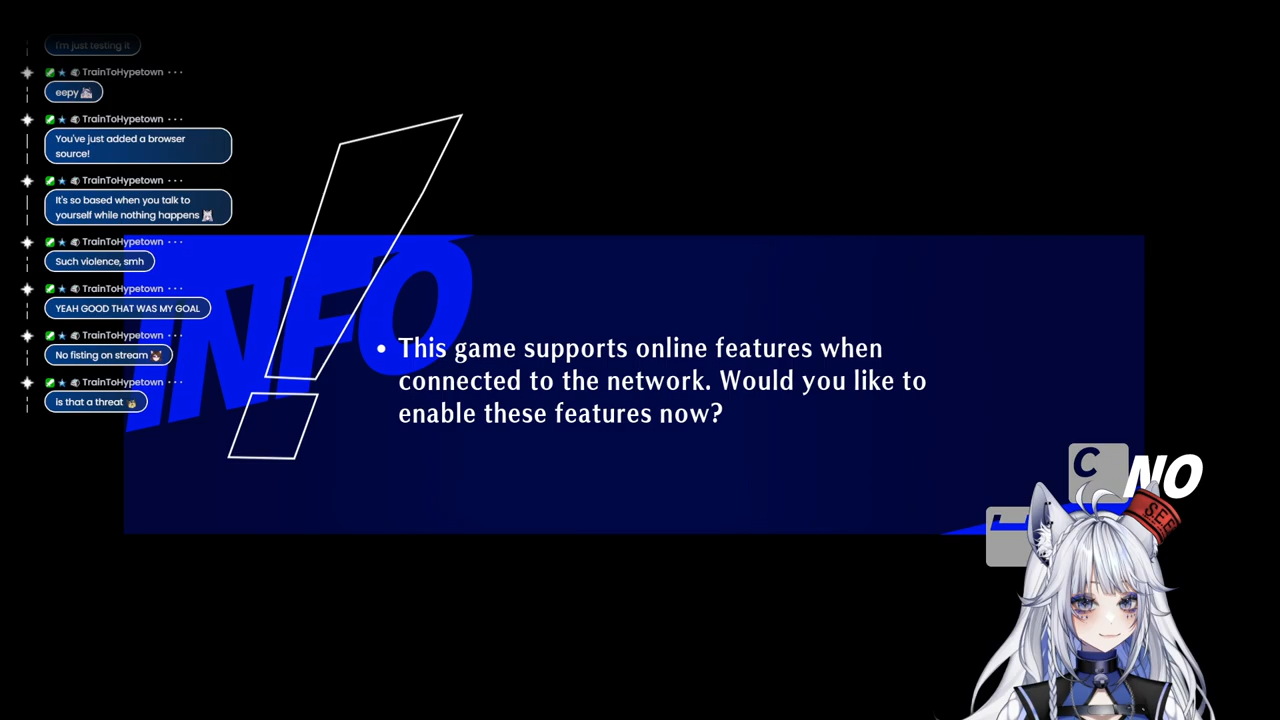 I'm just testing it
TrainToHypetown
eepy
TrainToHypetown
You've just added a browser
source!
TrainToHypetown
It's so based when you talk to
yourself while nothing happens
TrainToHypetown
Such violence, smh
TrainToHypetown
YEAH GOOD THAT WAS MY GOAL
TrainToHypetown
No fisting on stream
TrainToHypetown
is that a threat
INFO
• This game supports online features when
connected to the network. Would you like to
enable these features now?
C NO